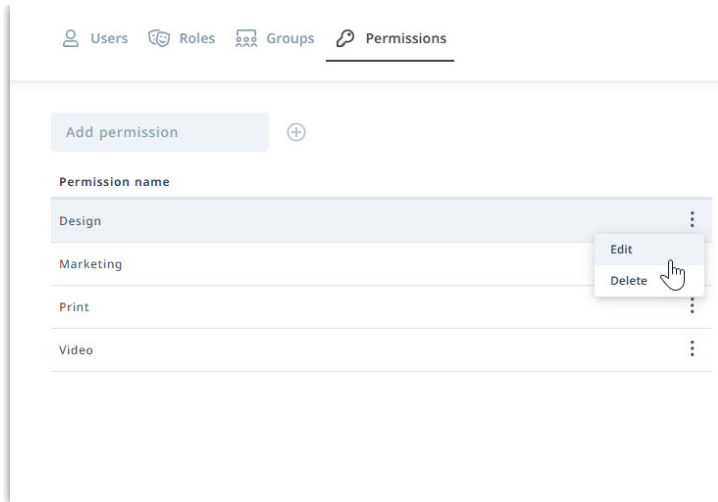 Users Roles Groups Permissions
Add permission
Permission name
Design
Edit
Marketing
Delete
Print
Video